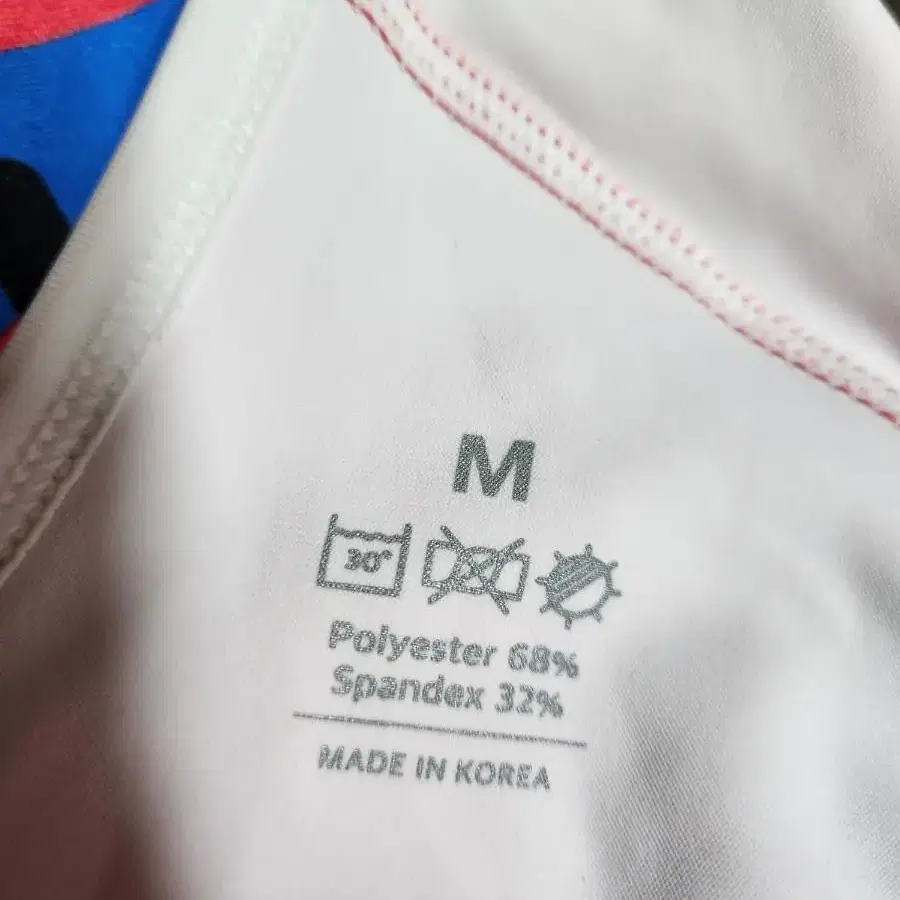 M
30°
Polyester 68%
Spandex 32%
MADE IN KOREA